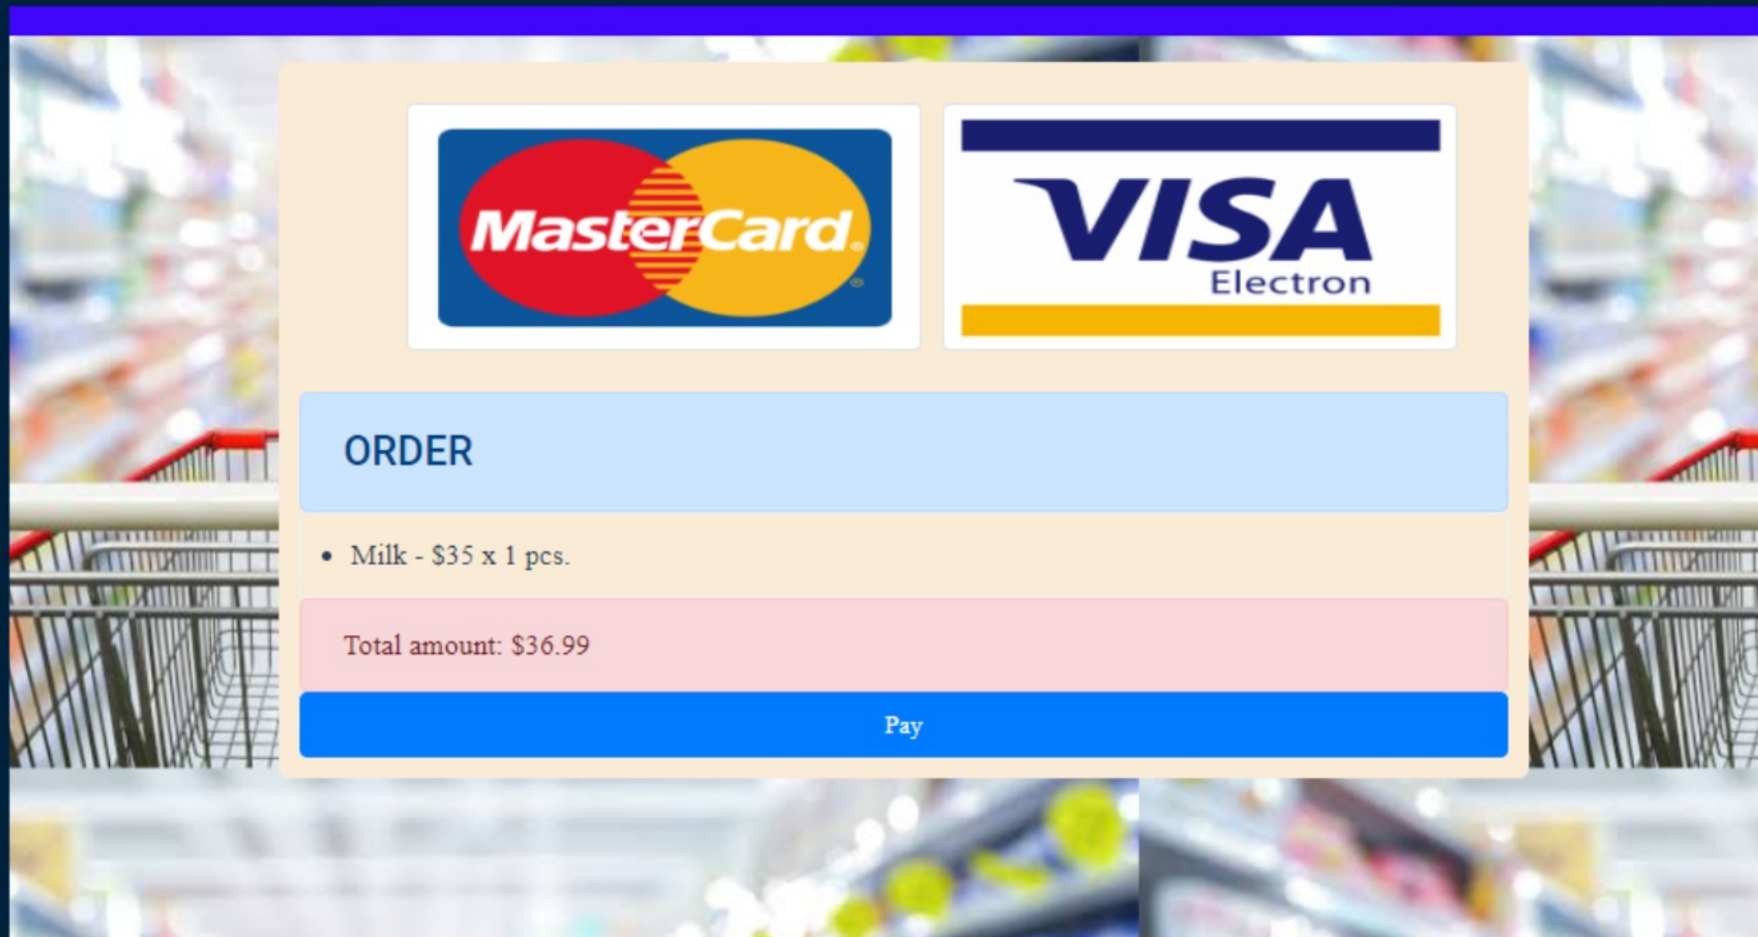 MasterCard®
®
VISA
Electron
ORDER
• Milk - $35 x 1 pcs.
Total amount: $36.99
Pay